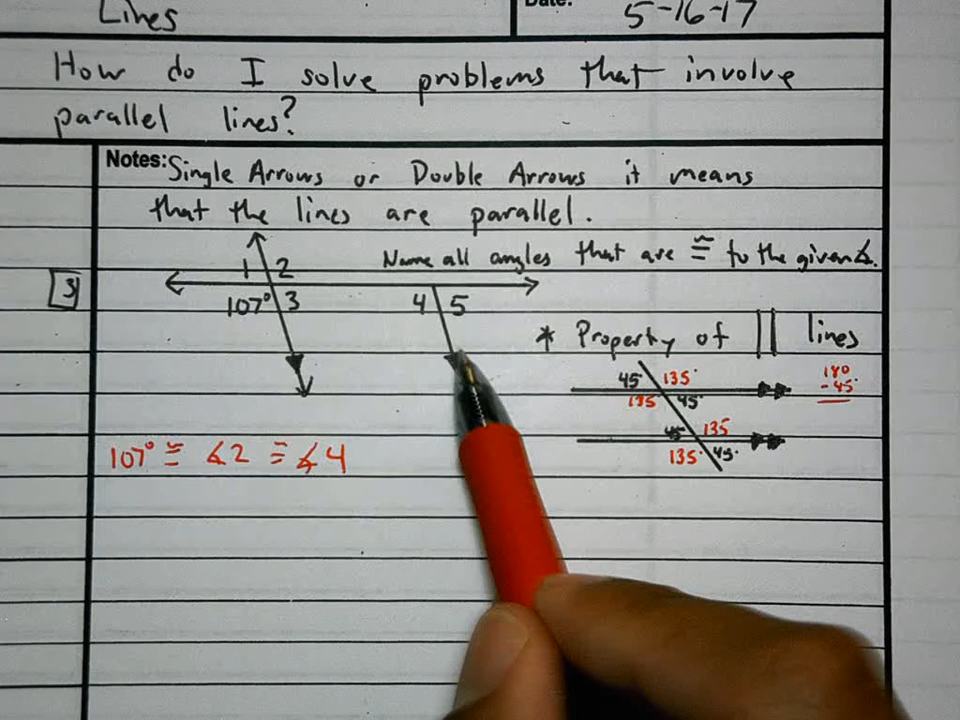 Lines
Date: 5-16-17
How do I solve problems that involve
parallel lines?
Notes: Single Arrows or Double Arrows it means
that the lines are parallel.
Name all angles that are ≅ to the given ∡.
3
1 2
107° 3
4 5
* Property of || lines
45° 135°
135 45°
180
-45°
45° 135
135° 45°
107° ≅ ∡2 ≅ ∡4